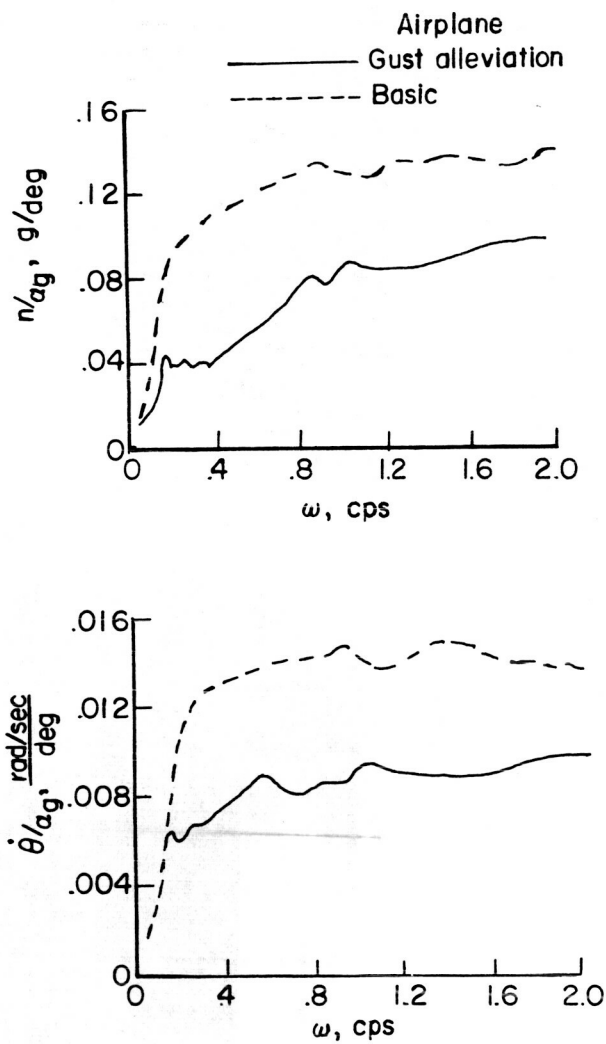 Airplane
Gust alleviation
Basic
.16
.12
.08
.04
0
n/αg, g/deg
0 .4 .8 1.2 1.6 2.0
ω, cps
.016
.012
.008
.004
0
θ̇/αg, rad/sec
deg
0 .4 .8 1.2 1.6 2.0
ω, cps